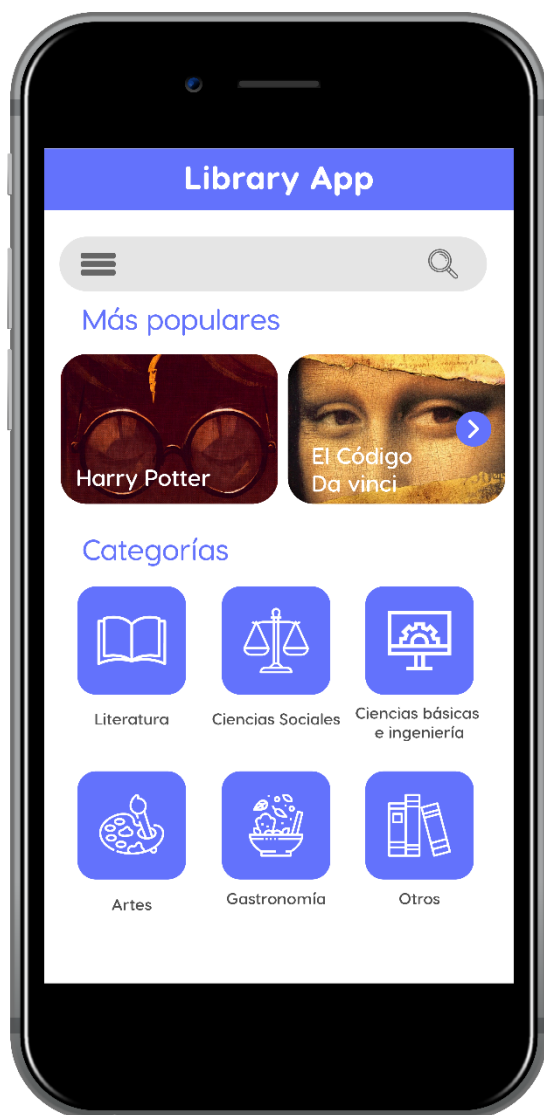 Library App
Más populares
Harry Potter
El Código
Da vinci
Categorías
Literatura
Ciencias Sociales
Ciencias básicas
e ingeniería
Artes
Gastronomía
Otros